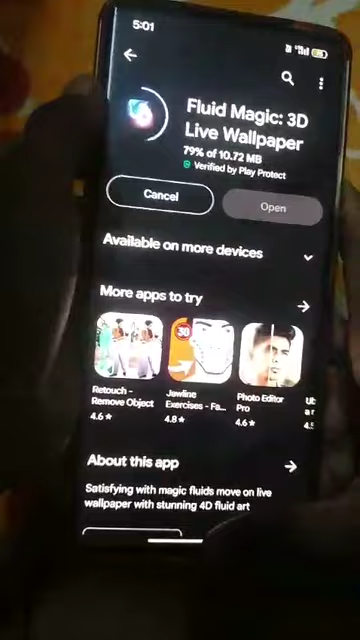 5:01
Fluid Magic: 3D
Live Wallpaper
79% of 10.72 MB
Verified by Play Protect
Cancel
Open
Available on more devices
More apps to try
30
Retouch -
Remove Object
4.6★
Jawline
Exercises - Fa...
4.8★
Photo Editor
Pro
4.6★
About this app
Satisfying with magic fluids move on live
wallpaper with stunning 4D fluid art